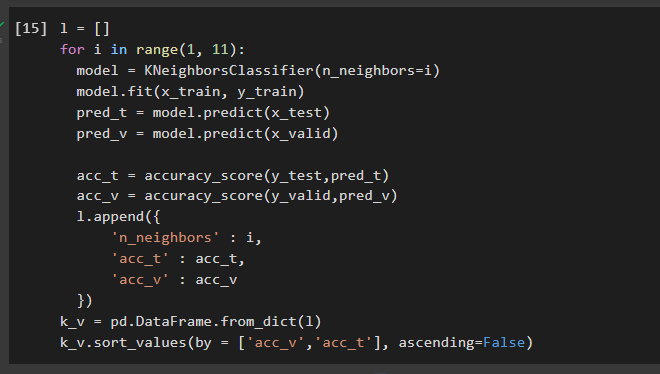 [15] l = []
for i in range(1, 11):
  model = KNeighborsClassifier(n_neighbors=i)
  model.fit(x_train, y_train)
  pred_t = model.predict(x_test)
  pred_v = model.predict(x_valid)

  acc_t = accuracy_score(y_test,pred_t)
  acc_v = accuracy_score(y_valid,pred_v)
  l.append({
      'n_neighbors' : i,
      'acc_t' : acc_t,
      'acc_v' : acc_v
  })
k_v = pd.DataFrame.from_dict(l)
k_v.sort_values(by = ['acc_v','acc_t'], ascending=False)